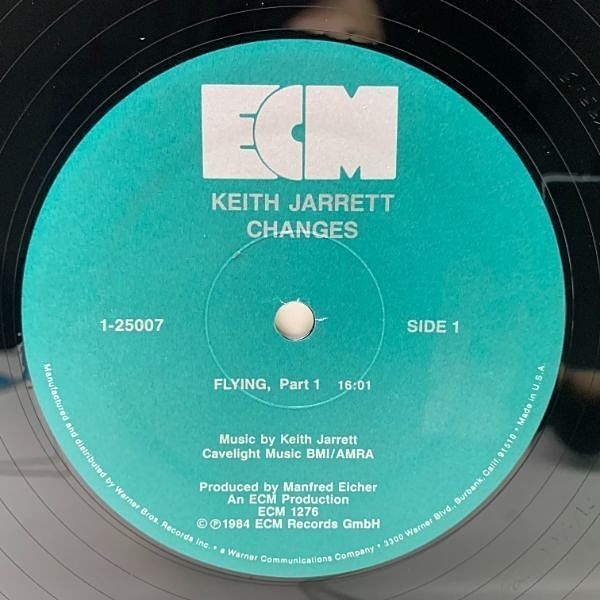 ECM
KEITH JARRETT
CHANGES
1-25007
SIDE 1
FLYING, Part 1 16:01
Music by Keith Jarrett
Cavelight Music BMI/AMRA
Produced by Manfred Eicher
An ECM Production
ECM 1276
© ℗ 1984 ECM Records GmbH
Manufactured and distributed by Warner Bros. Records Inc. • a Warner Communications Company • 3300 Warner Blvd., Burbank, Calif. 91510 • Made in U.S.A.